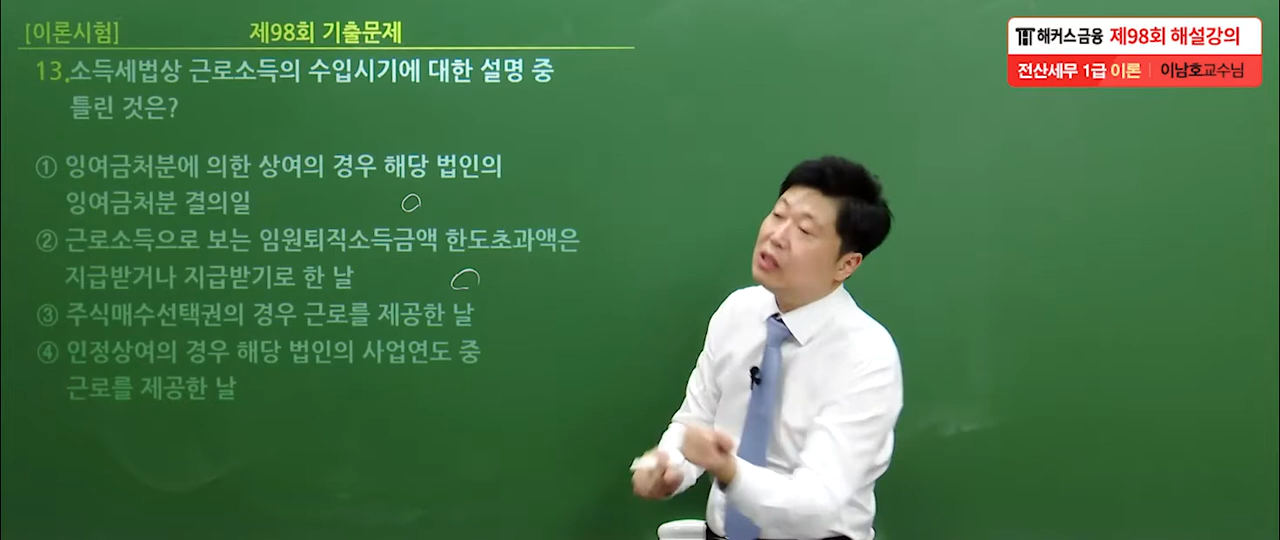 [이론시험] 제98회 기출문제
해커스금융 제98회 해설강의
전산세무 1급 이론 | 이남호교수님
13. 소득세법상 근로소득의 수입시기에 대한 설명 중
틀린 것은?
① 잉여금처분에 의한 상여의 경우 해당 법인의
잉여금처분 결의일
② 근로소득으로 보는 임원퇴직소득금액 한도초과액은
지급받거나 지급받기로 한 날
③ 주식매수선택권의 경우 근로를 제공한 날
④ 인정상여의 경우 해당 법인의 사업연도 중
근로를 제공한 날